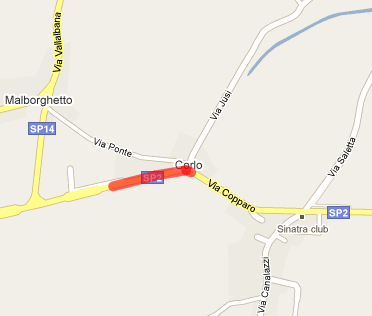 Via Vallalbana
Malborghetto
SP14
Via Ponte
Via Jusi
Corlo
SP2
Via Copparo
Via Saletta
SP2
Sinatra club
Via Canalazzi